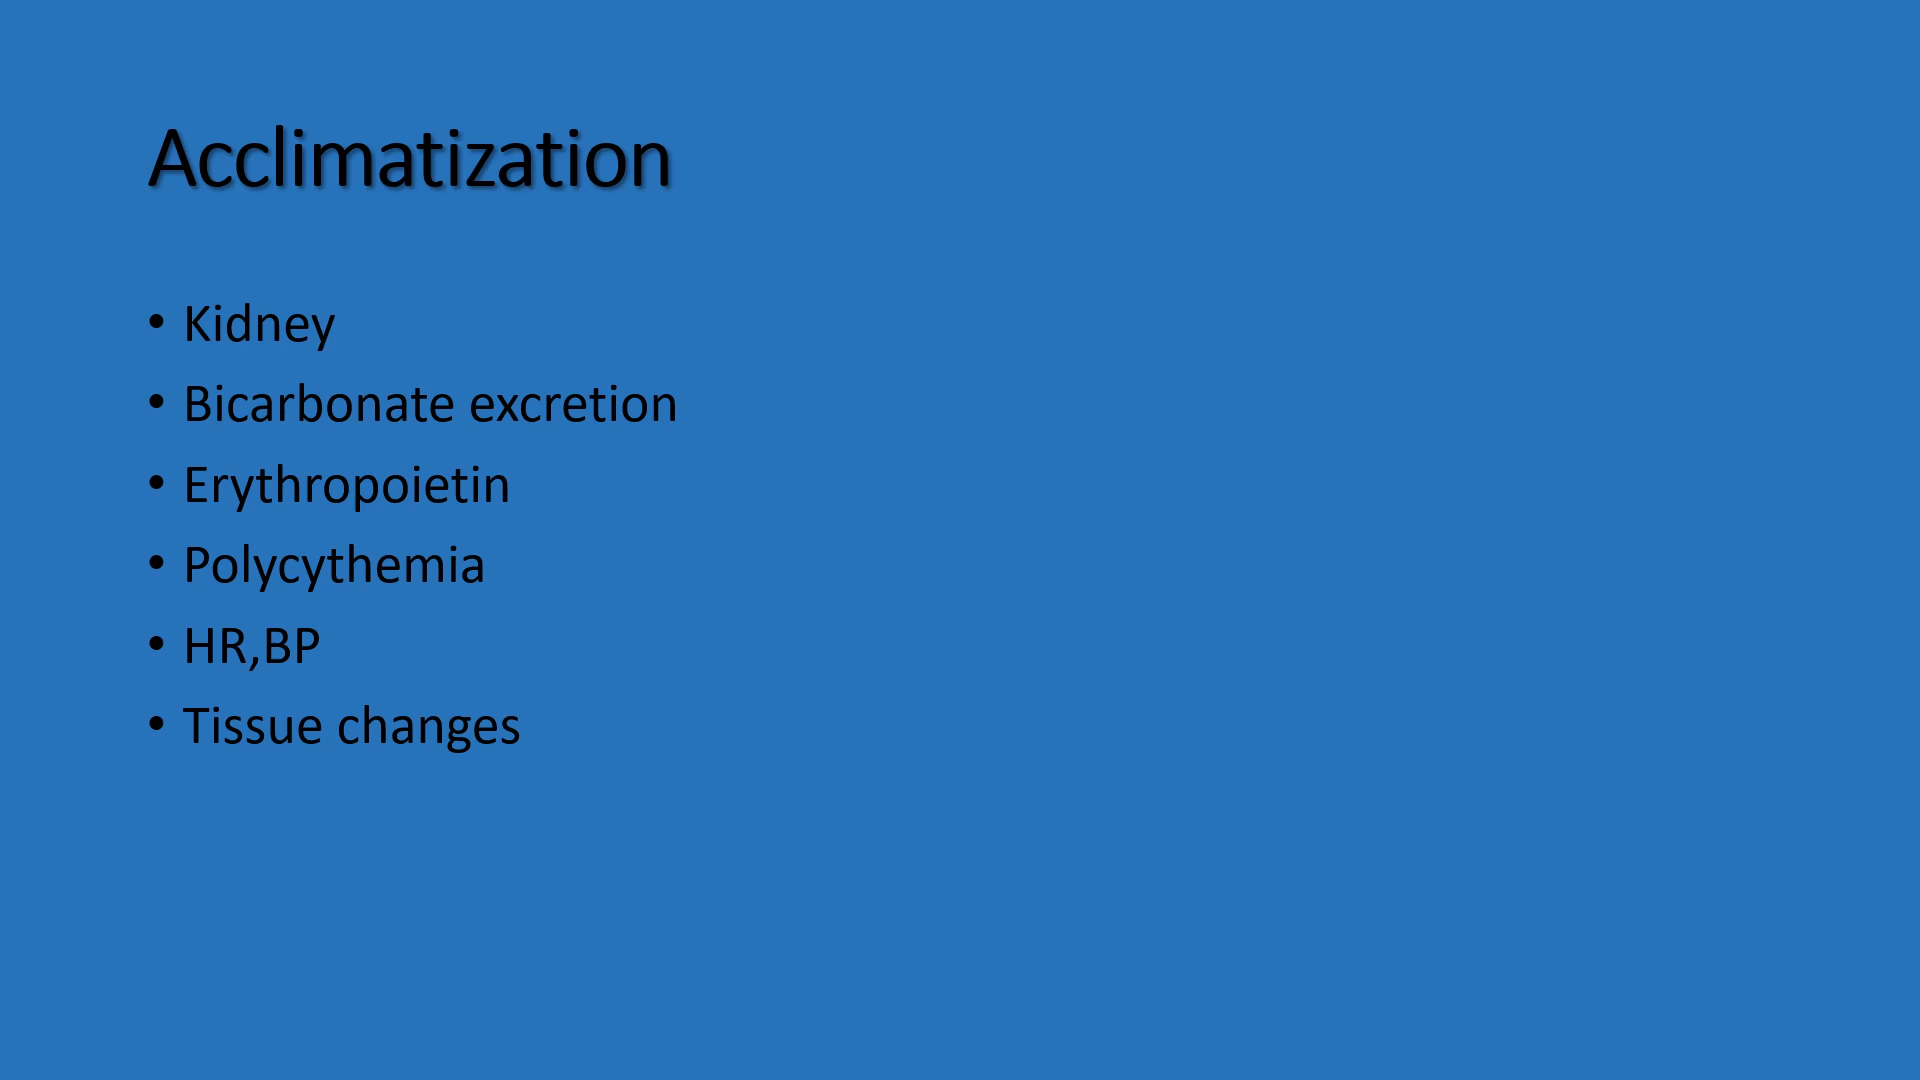 Acclimatization
• Kidney
• Bicarbonate excretion
• Erythropoietin
• Polycythemia
• HR,BP
• Tissue changes